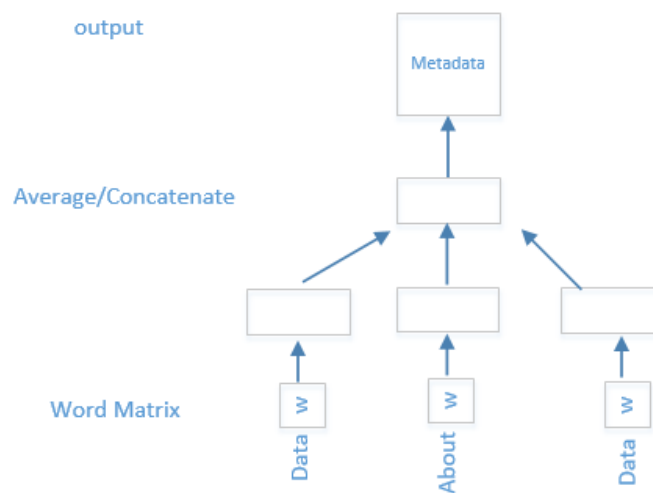 output
Metadata
Average/Concatenate
Word Matrix
w
w
w
Data
About
Data